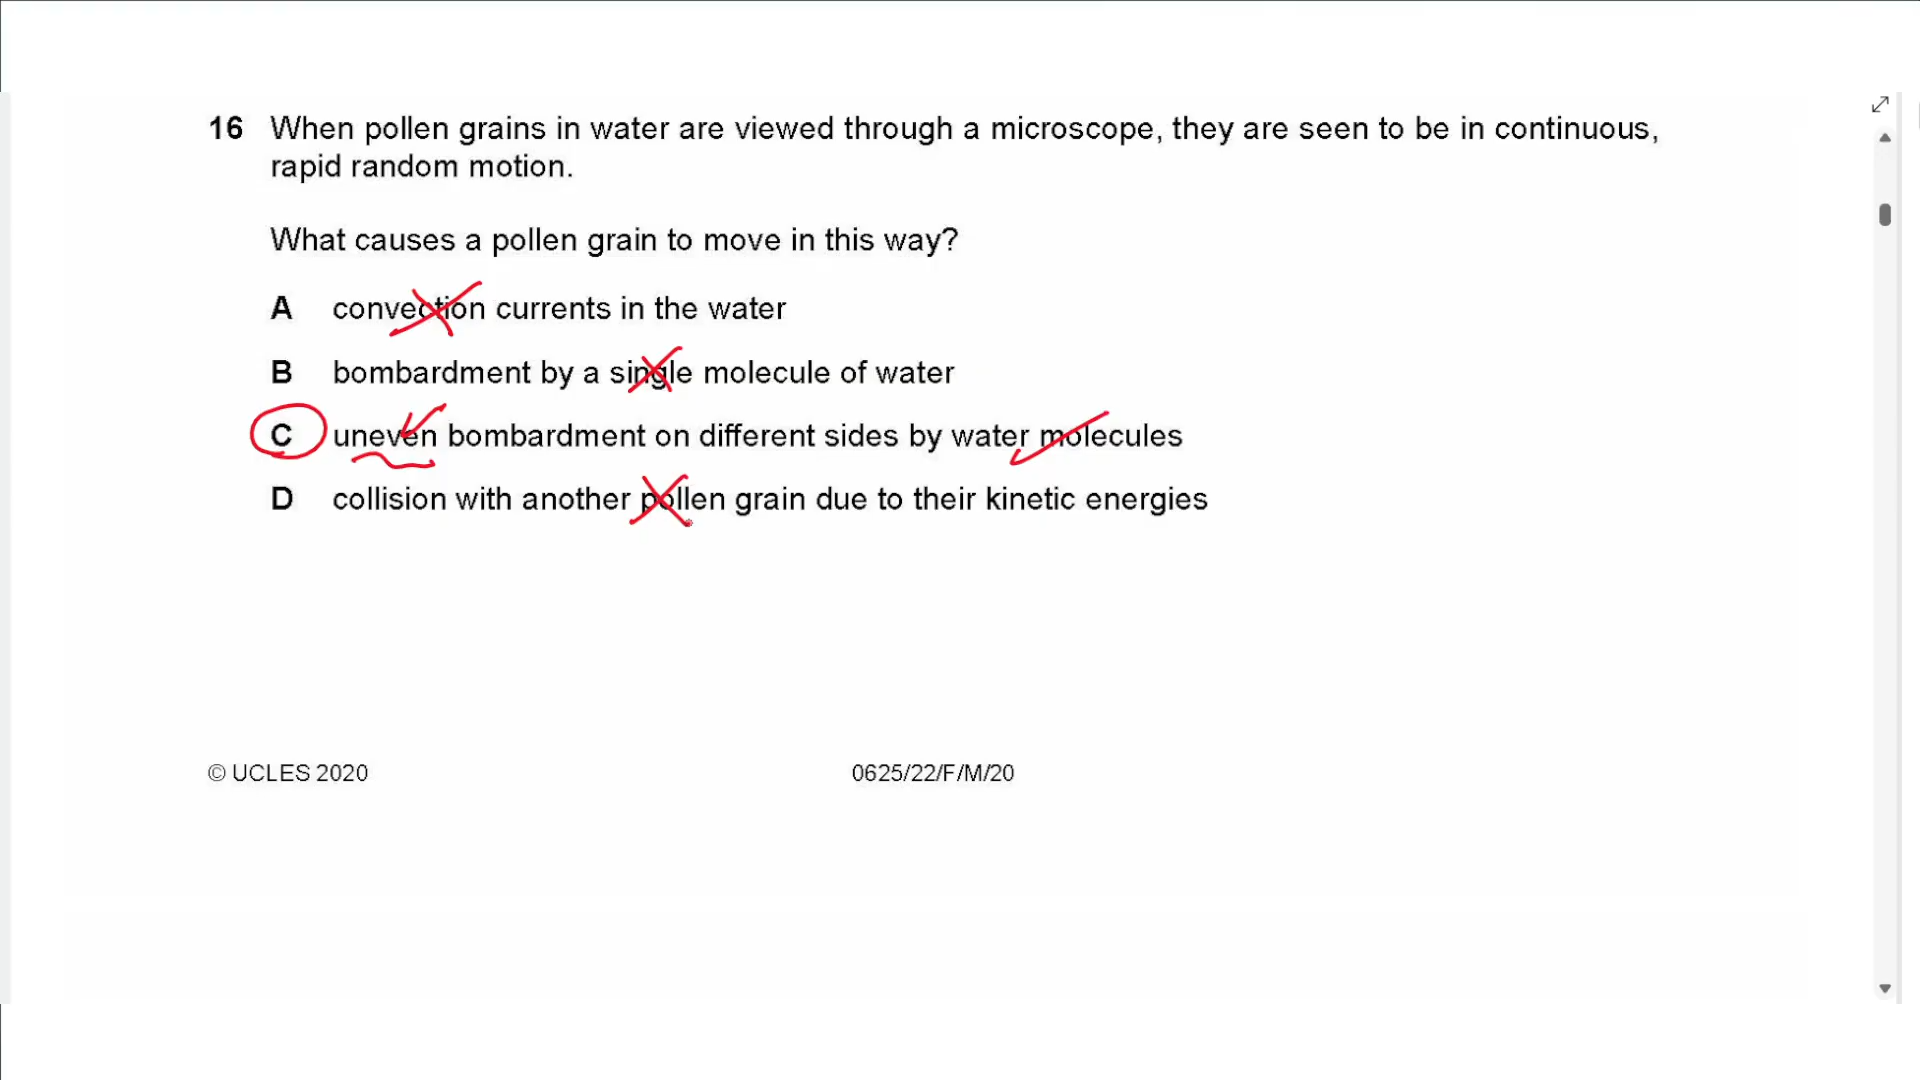 16 When pollen grains in water are viewed through a microscope, they are seen to be in continuous,
rapid random motion.
What causes a pollen grain to move in this way?
A convection currents in the water
B bombardment by a single molecule of water
C uneven bombardment on different sides by water molecules
D collision with another pollen grain due to their kinetic energies
© UCLES 2020 0625/22/F/M/20